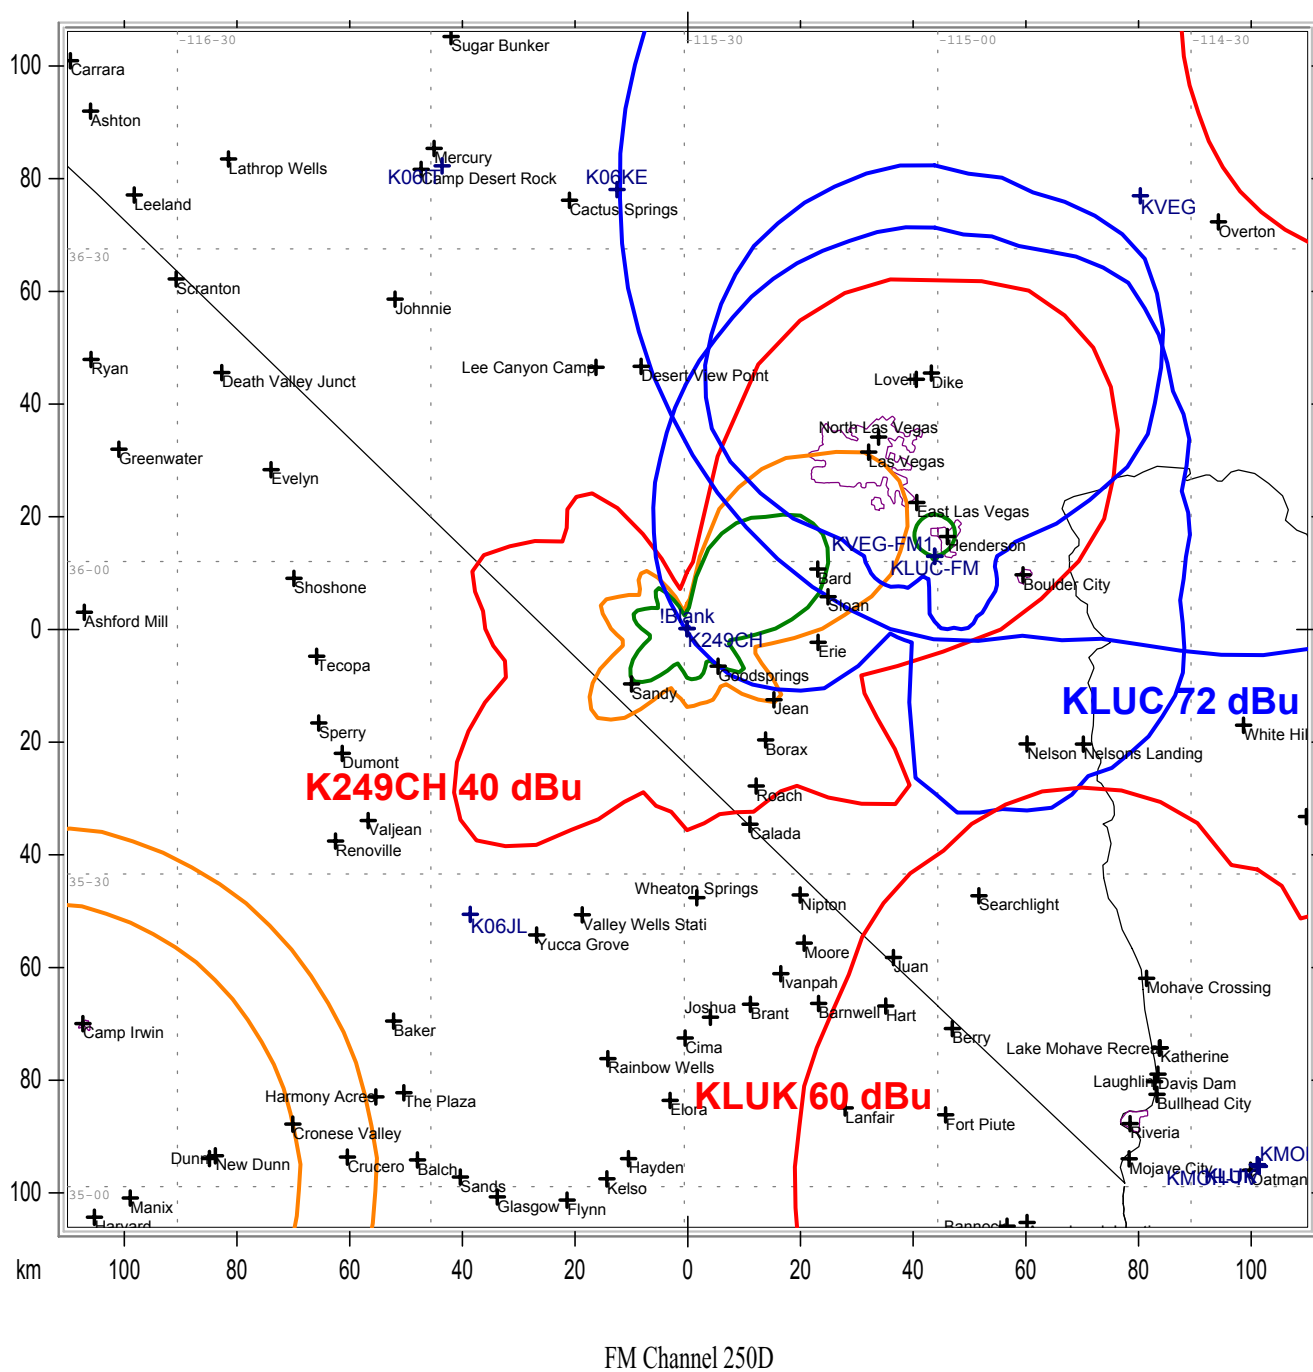 -116-30
-115-30
-115-00
-114-30
Sugar Bunker
100
Carrara
Ashton
Mercury
Lathrop Wells
80
Camp Desert Rock
K06KE
Leeland
Cactus Springs
KVEG
Overton
36-30
60
Scranton
Johnnie
Ryan
Death Valley Junct
Lee Canyon Camp
Desert View Point
Dike
40
North Las Vegas
Greenwater
Las Vegas
Evelyn
20
East Las Vegas
KVEG-FM1
Henderson
36-00
KLUC-FM
Shoshone
Bard
Boulder City
Ashford Mill
Sloan
0
!Blank
K249CH
Erie
Tecopa
Goodsprings
Sandy
Jean
KLUC 72 dBu
Sperry
White Hil
20
Borax
Nelson
Nelsons Landing
Dumont
K249CH 40 dBu
Roach
Valjean
Calada
Renoville
40
35-30
Wheaton Springs
Nipton
Searchlight
K06JL
Valley Wells Stati
Yucca Grove
Moore
Juan
60
Ivanpah
Mohave Crossing
Camp Irwin
Baker
Joshua
Brant
Barnwell
Hart
Berry
Cima
Lake Mohave Recrea
Katherine
Rainbow Wells
80
Laughlin
Davis Dam
Harmony Acres
The Plaza
Elora
KLUK 60 dBu
Bullhead City
Lanfair
Fort Piute
Cronese Valley
Riveria
Dunn
New Dunn
Crucero
Balch
Hayden
Mojave City
Sands
Kelso
Oatman
35-00
100
Manix
Glasgow
Flynn
km
100
80
60
40
20
0
20
40
60
80
100
FM Channel 250D